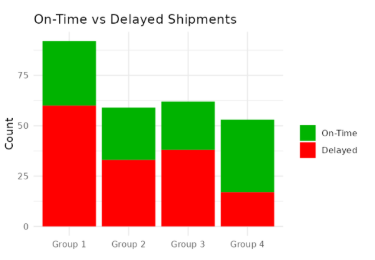 On-Time vs Delayed Shipments
Count
75
50
25
0
Group 1 Group 2 Group 3 Group 4
On-Time
Delayed